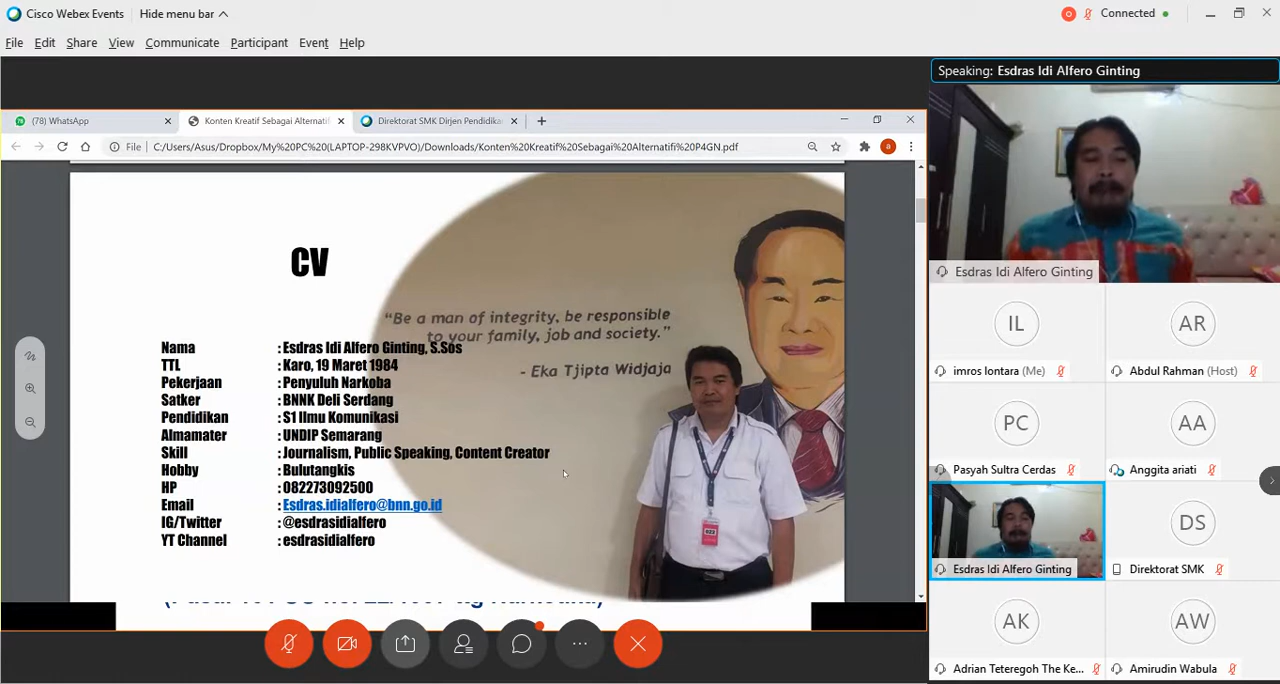 Cisco Webex Events
Hide menu bar
Connected
File Edit Share View Communicate Participant Event Help
Speaking: Esdras Idi Alfero Ginting
(78) WhatsApp
Konten Kreatif Sebagai Alternatif
Direktorat SMK Dirjen Pendidika
File
C:/Users/Asus/Dropbox/My%20PC%20(LAPTOP-298KVPVO)/Downloads/Konten%20Kreatif%20Sebagai%20Alternatifi%20P4GN.pdf
a
CV
"Be a man of integrity, be responsible
to your family, job and society."
- Eka Tjipta Widjaja
Nama : Esdras Idi Alfero Ginting, S.Sos
TTL : Karo, 19 Maret 1984
Pekerjaan : Penyuluh Narkoba
Satker : BNNK Deli Serdang
Pendidikan : S1 Ilmu Komunikasi
Almamater : UNDIP Semarang
Skill : Journalism, Public Speaking, Content Creator
Hobby : Bulutangkis
HP : 082273092500
Email : Esdras.idialfero@bnn.go.id
IG/Twitter : @esdrasidialfero
YT Channel : esdrasidialfero
Esdras Idi Alfero Ginting
IL
imros lontara (Me)
AR
Abdul Rahman (Host)
PC
Pasyah Sultra Cerdas
AA
Anggita ariati
Esdras Idi Alfero Ginting
DS
Direktorat SMK
AK
Adrian Teteregoh The Ke...
AW
Amirudin Wabula